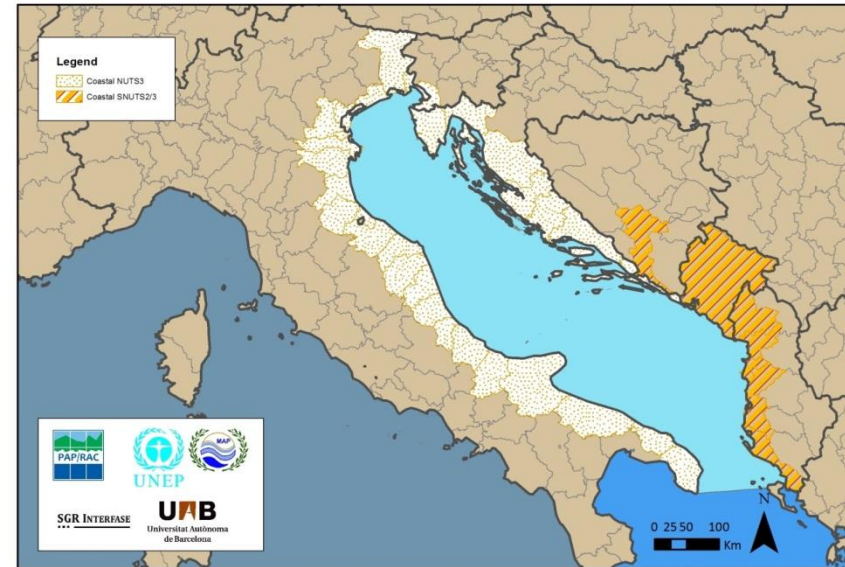 Legend
Coastal NUTS3
Coastal SNUTS2/3
PAP/RAC
UNEP
MAP
SGR INTERFASE
UAB
Universitat Autònoma
de Barcelona
N
0 25 50 100
Km